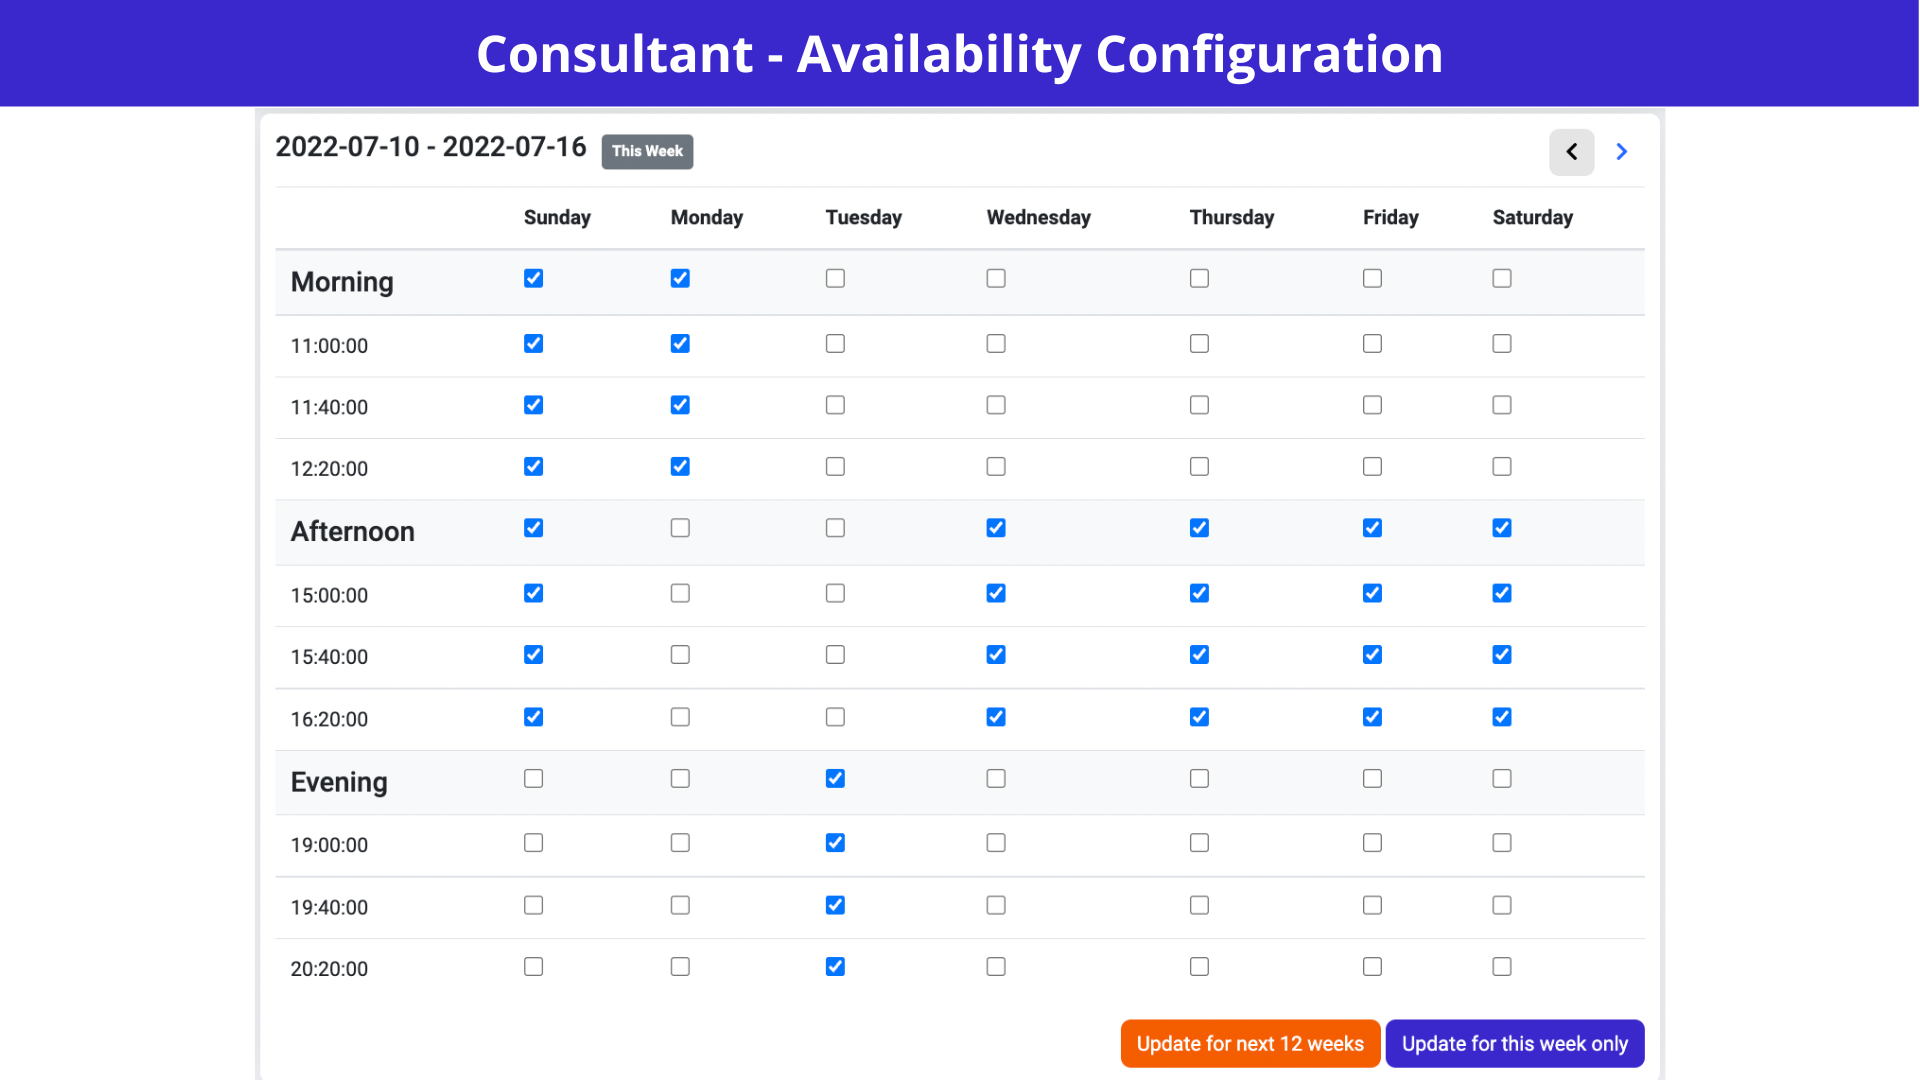 Consultant - Availability Configuration
2022-07-10 - 2022-07-16 This Week
Sunday Monday Tuesday Wednesday Thursday Friday Saturday
Morning
11:00:00
11:40:00
12:20:00
Afternoon
15:00:00
15:40:00
16:20:00
Evening
19:00:00
19:40:00
20:20:00
Update for next 12 weeks Update for this week only